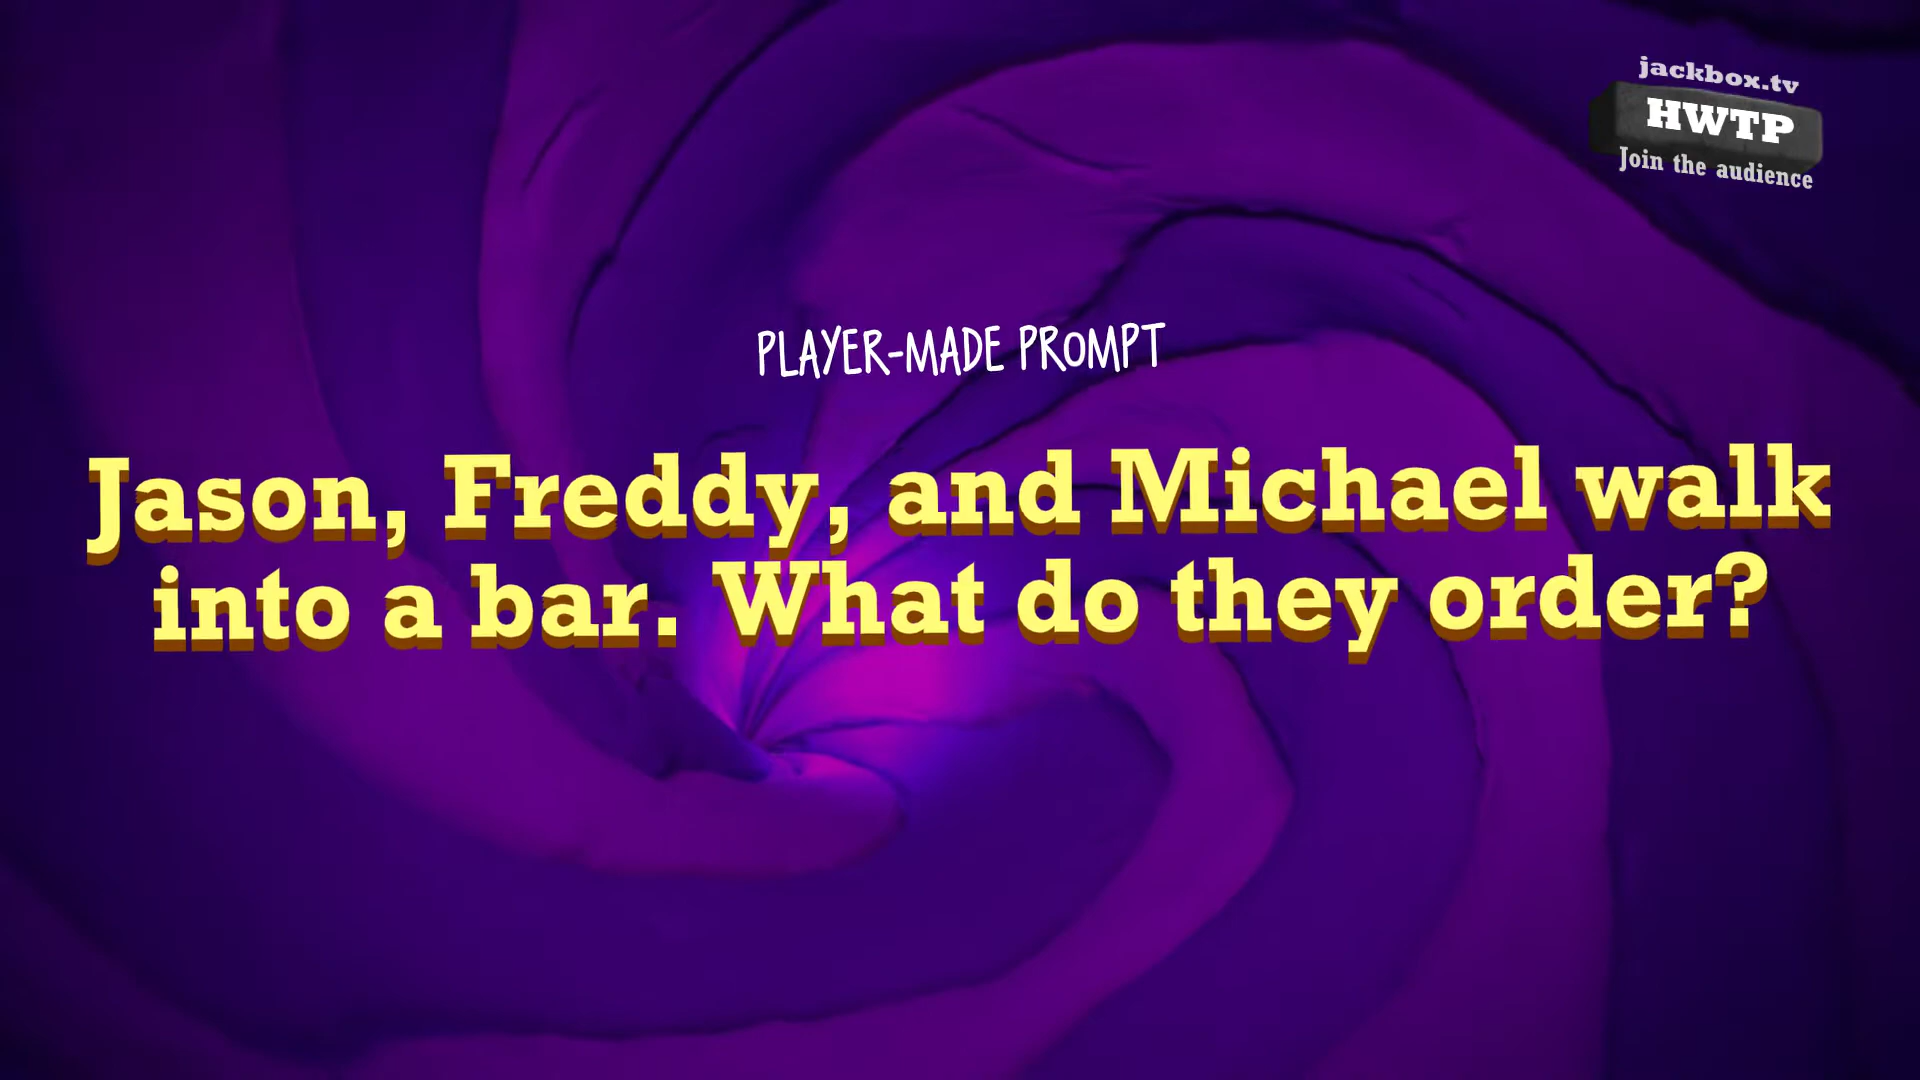 jackbox.tv
HWTP
Join the audience
PLAYER-MADE PROMPT
Jason, Freddy, and Michael walk
into a bar. What do they order?